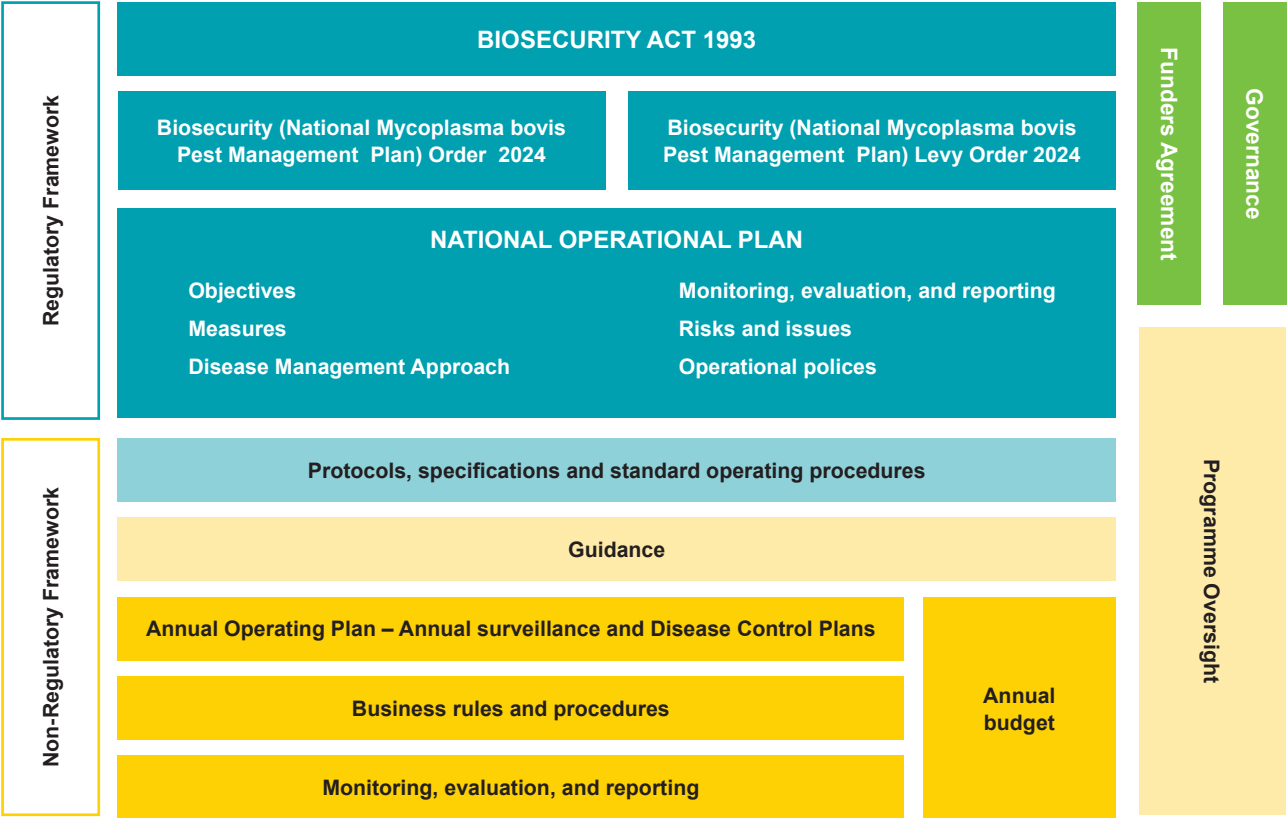 Regulatory Framework
BIOSECURITY ACT 1993
Biosecurity (National Mycoplasma bovis
Pest Management Plan) Order 2024
Biosecurity (National Mycoplasma bovis
Pest Management Plan) Levy Order 2024
NATIONAL OPERATIONAL PLAN
Objectives
Measures
Disease Management Approach
Monitoring, evaluation, and reporting
Risks and issues
Operational polices
Funders Agreement
Governance
Non-Regulatory Framework
Protocols, specifications and standard operating procedures
Guidance
Annual Operating Plan – Annual surveillance and Disease Control Plans
Business rules and procedures
Monitoring, evaluation, and reporting
Annual
budget
Programme Oversight